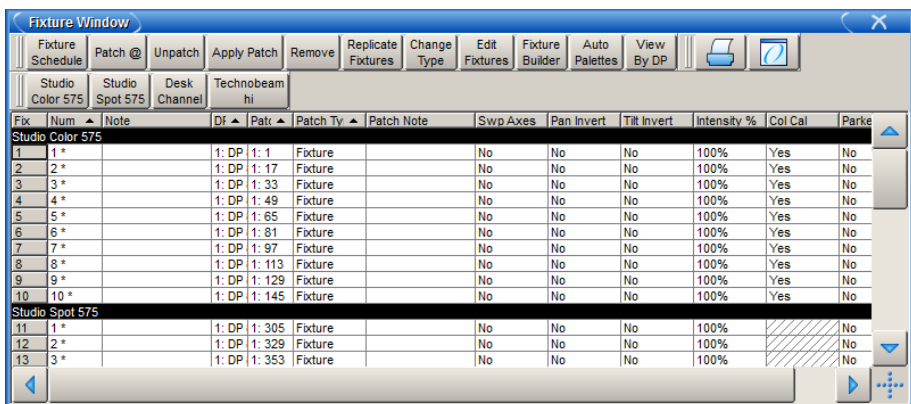 Fixture Window
Fixture Schedule Patch @ Unpatch Apply Patch Remove Replicate Fixtures Change Type Edit Fixtures Fixture Builder Auto Palettes View By DP
Studio Color 575 Studio Spot 575 Desk Channel Technobeam hi
Fix Num Note Patch Ty Patch Note Swp Axes Pan Invert Tilt Invert Intensity % Col Cal Parke
Studio Color 575
1 1 * 1: DP 1: 1 Fixture No No No 100% Yes No
2 2 * 1: DP 1: 17 Fixture No No No 100% Yes No
3 3 * 1: DP 1: 33 Fixture No No No 100% Yes No
4 4 * 1: DP 1: 49 Fixture No No No 100% Yes No
5 5 * 1: DP 1: 65 Fixture No No No 100% Yes No
6 6 * 1: DP 1: 81 Fixture No No No 100% Yes No
7 7 * 1: DP 1: 97 Fixture No No No 100% Yes No
8 8 * 1: DP 1: 113 Fixture No No No 100% Yes No
9 9 * 1: DP 1: 129 Fixture No No No 100% Yes No
10 10 * 1: DP 1: 145 Fixture No No No 100% Yes No
Studio Spot 575
11 1 * 1: DP 1: 305 Fixture No No No 100% No
12 2 * 1: DP 1: 329 Fixture No No No 100% No
13 3 * 1: DP 1: 353 Fixture No No No 100% No